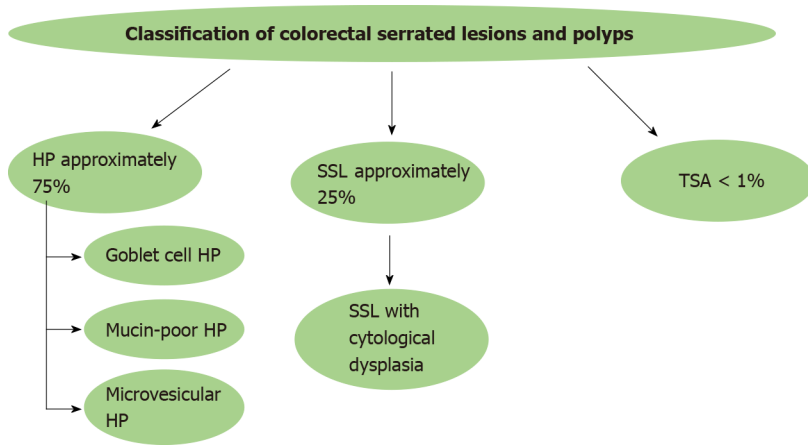 Classification of colorectal serrated lesions and polyps
HP approximately
75%
SSL approximately
25%
TSA < 1%
Goblet cell HP
Mucin-poor HP
Microvesicular
HP
SSL with
cytological
dysplasia